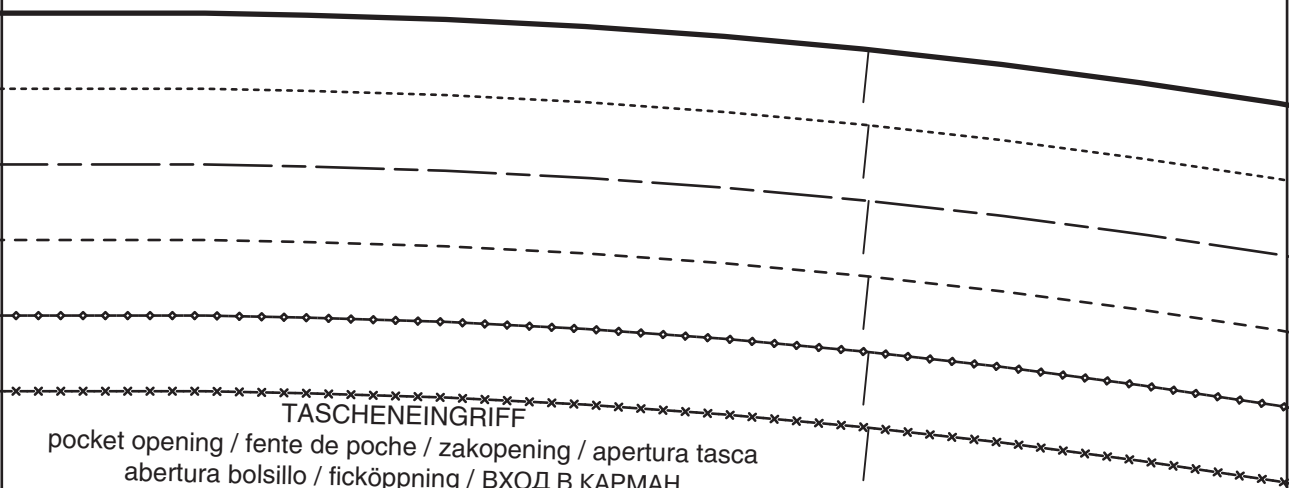 TASCHENEINGRIFF
pocket opening / fente de poche / zakopening / apertura tasca
abertura bolsillo / ficköppning / ВХОД В КАРМАН